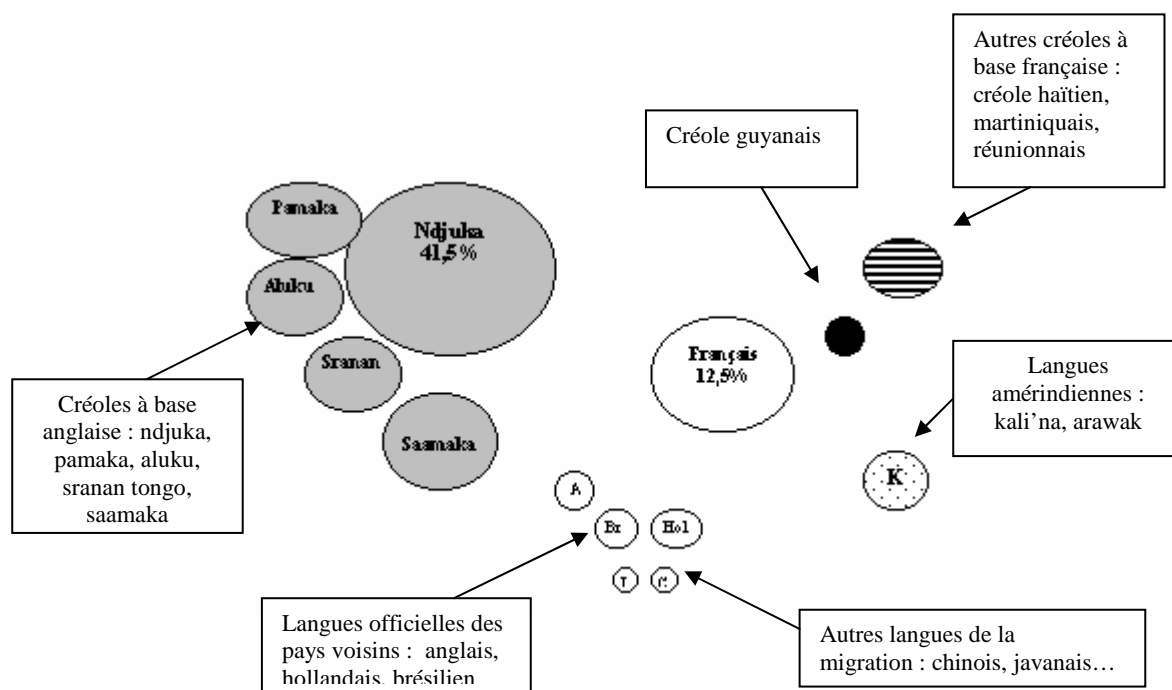 Autres créoles à
base française :
créole haïtien,
martiniquais,
réunionnais
Créole guyanais
Pamaka
Ndjuka
41,5%
Aluku
Sranan
Saamaka
Français
12,5%
Langues
amérindiennes :
kali’na, arawak
K
Créoles à base
anglaise : ndjuka,
pamaka, aluku,
sranan tongo,
saamaka
A
Br
Hol
Langues officielles des
pays voisins : anglais,
hollandais, brésilien
Autres langues de la
migration : chinois, javanais…